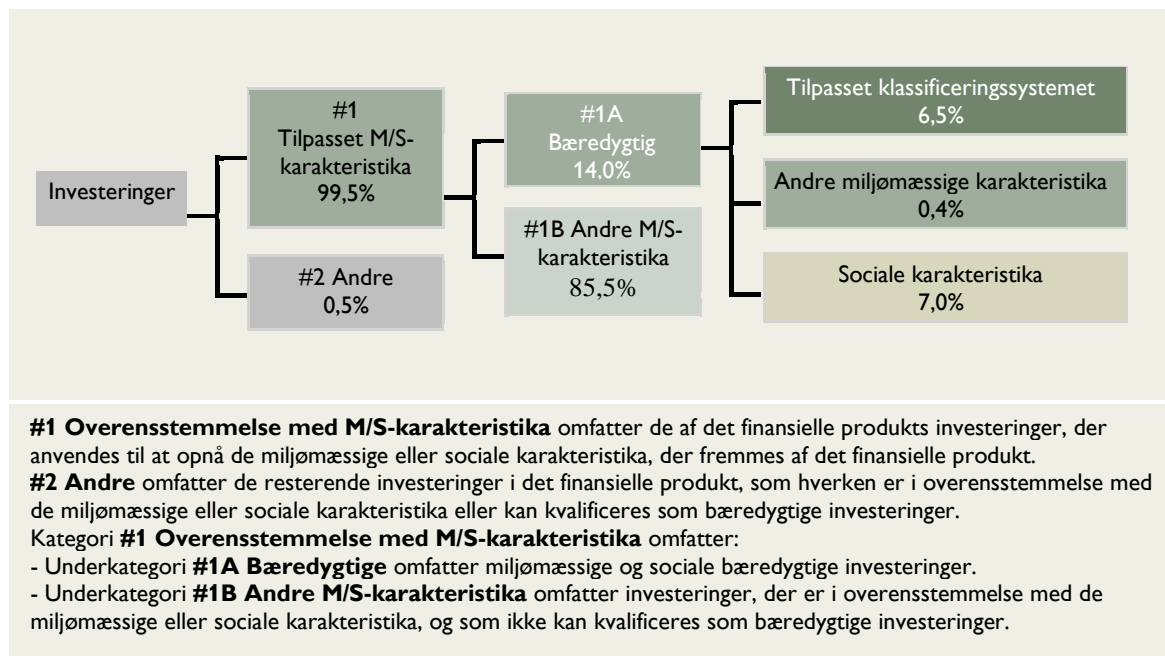 Investeringer
#1
Tilpasset M/S-
karakteristika
99,5%
#2 Andre
0,5%
#1A
Bæredygtig
14,0%
#1B Andre M/S-
karakteristika
85,5%
Tilpasset klassificeringssystemet
6,5%
Andre miljømæssige karakteristika
0,4%
Sociale karakteristika
7,0%
#1 Overensstemmelse med M/S-karakteristika omfatter de af det finansielle produkts investeringer, der
anvendes til at opnå de miljømæssige eller sociale karakteristika, der fremmes af det finansielle produkt.
#2 Andre omfatter de resterende investeringer i det finansielle produkt, som hverken er i overensstemmelse med
de miljømæssige eller sociale karakteristika eller kan kvalificeres som bæredygtige investeringer.
Kategori #1 Overensstemmelse med M/S-karakteristika omfatter:
- Underkategori #1A Bæredygtige omfatter miljømæssige og sociale bæredygtige investeringer.
- Underkategori #1B Andre M/S-karakteristika omfatter investeringer, der er i overensstemmelse med de
miljømæssige eller sociale karakteristika, og som ikke kan kvalificeres som bæredygtige investeringer.